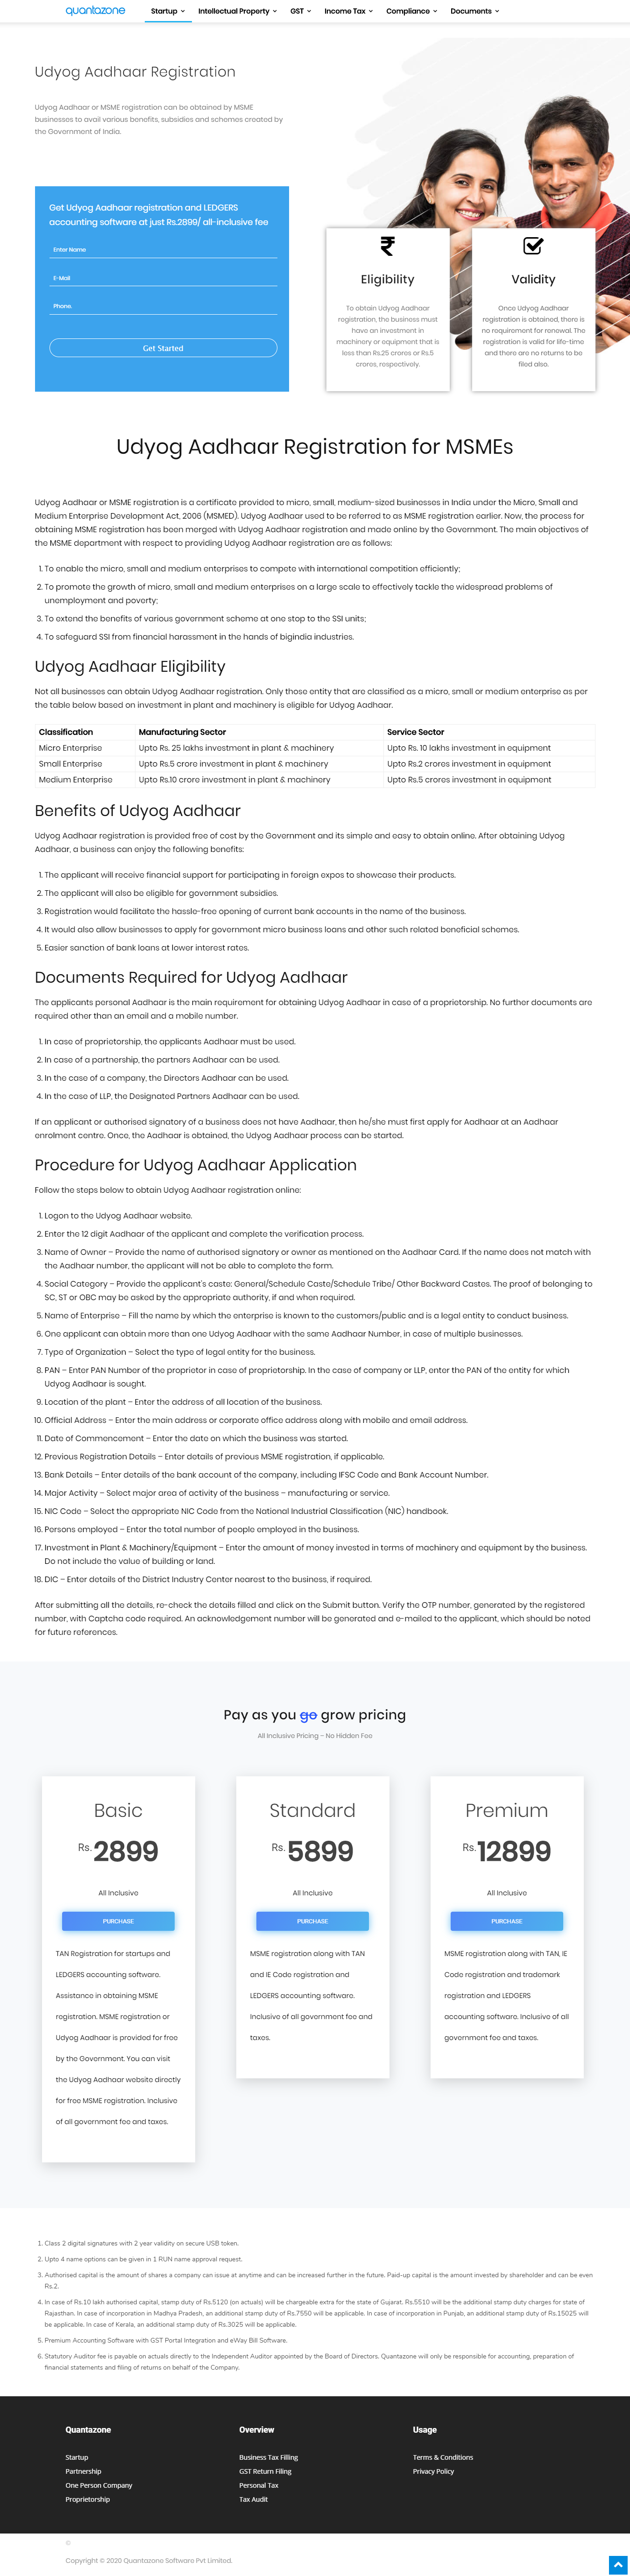 quantazone
Startup
Intellectual Property
GST
Income Tax
Compliance
Documents
Udyog Aadhaar Registration
Udyog Aadhaar or MSME registration can be obtained by MSME
businesses to avail various benefits, subsidies and schemes created by
the Government of India.
Get Udyog Aadhaar registration and LEDGERS
accounting software at just Rs.2899/ all-inclusive fee
Enter Name
E-Mail
Phone.
Get Started
Eligibility
To obtain Udyog Aadhaar
registration, the business must
have an investment in
machinery or equipment that is
less than Rs,25 crores or Rs.5
crores, respectively.
Validity
Once Udyog Aadhaar
registration is obtained, there is
no requirement for renewal. The
registration is valid for life-time
and there are no returns to be
filed also.
Udyog Aadhaar Registration for MSMEs
Udyog Aadhaar or MSME registration is a certificate provided to micro, small, medium-sized businesses in India under the Micro, Small and
Medium Enterprise Development Act, 2006 (MSMED). Udyog Aadhaar used to be referred to as MSME registration earlier. Now, the process for
obtaining MSME registration has been merged with Udyog Aadhaar registration and made online by the Government. The main objectives of
the MSME department with respect to providing Udyog Aadhaar registration are as follows:
1. To enable the micro, small and medium enterprises to compete with international competition efficiently;
2. To promote the growth of micro, small and medium enterprises on a large scale to effectively tackle the widespread problems of
unemployment and poverty;
3. To extend the benefits of various government scheme at one stop to the SSI units;
4. To safeguard SSI from financial harassment in the hands of bigindia industries.
Udyog Aadhaar Eligibility
Not all businesses can obtain Udyog Aadhaar registration. Only those entity that are classified as a micro, small or medium enterprise as per
the table below based on investment in plant and machinery is eligible for Udyog Aadhar.
Classification Manufacturing Sector Service Sector
Micro Enterprise Upto Rs. 25 lakhs investment in plant & machinery Upto Rs. 10 lakhs investment in equipment
Small Enterprise Upto Rs.5 crore investment in plant & machinery Upto Rs.2 crores investment in equipment
Medium Enterprise Upto Rs.10 crore investment in plant & machinery Upto Rs.5 crores investment in equipment
Benefits of Udyog Aadhaar
Udyog Aadhaar registration is provided free of cost by the Government and its simple and easy to obtain online. After obtaining Udyog
Aadhaar, a business can enjoy the following benefits:
1. The applicant will receive financial support for participating in foreign expos to showcase their products.
2. The applicant will also be eligible for government subsidies.
3. Registration would facilitate the hassle-free opening of current bank accounts in the name of the business.
4. It would also allow businesses to apply for government micro business loans and other such related beneficial schemes.
5. Easier sanction of bank loans at lower interest rates.
Documents Required for Udyog Aadhaar
The applicants personal Aadhar is the main requirement for obtaining Udyog Aadhaar in case of a proprietorship. No further documents are
required other than an email and a mobile number.
1. In case of proprietorship, the applicants Aadhaar must be used.
2. In case of a partnership, the partners Aadhaar can be used.
3. In the case of a company, the Directors Aadhaar can be used.
4. In the case of LLP, the Designated Partners Aadhaar can be used.
If an applicant or authorised signatory of a business does not have Aadhaar, then he/she must first apply for Aadhaar at an Aadhaar
enrolment centre. Once, the Aadhar is obtained, the Udyog Aadhaar process can be started.
Procedure for Udyog Aadhaar Application
Follow the steps below to obtain Udyog Aadhaar registration online:
1. Logon to the Udyog Aadhaar website.
2. Enter the 12 digit Aadhaar of the applicant and complete the verification process.
3. Name of Owner – Provide the name of authorised signatory or owner as mentioned on the Aadhaar Card. If the name does not match with
the Aadhaar number, the applicant will not be able to complete the form.
4. Social Category – Provide the applicant's caste: General/Schedule Caste/Schedule Tribe/ Other Backward Castes. The proof of belonging to
SC, ST or OBC may be asked by the appropriate authority, if and when required.
5. Name of Enterprise – Fill the name by which the enterprise is known to the customers/public and is a legal entity to conduct business.
6. One applicant can obtain more than one Udyog Aadhar with the same Aadhaar Number, in case of multiple businesses.
7. Type of Organization – Select the type of legal entity for the business.
8. PAN – Enter PAN Number of the proprietor in case of proprietorship. In the case of company or LLP, enter the PAN of the entity for which
Udyog Aadhaar is sought.
9. Location of the plant – Enter the address of all location of the business.
10. Official Address – Enter the main address or corporate office address along with mobile and email address.
11. Date of Commencement – Enter the date on which the business was started.
12. Previous Registration Details – Enter details of previous MSME registration, if applicable.
13. Bank Details – Enter details of the bank account of the company, including IFSC Code and Bank Account Number.
14. Major Activity – Select major area of activity of the business – manufacturing or service.
15. NIC Code – Select the appropriate NIC Code from the National Industrial Classification (NIC) handbook.
16. Persons employed – Enter the total number of people employed in the business.
17. Investment in Plant & Machinery/Equipment – Enter the amount of money invested in terms of machinery and equipment by the business.
Do not include the value of building or land.
18. DIC – Enter details of the District Industry Center nearest to the business, if required.
After submitting all the details, re-check the details filled and click on the Submit button. Verify the OTP number, generated by the registered
number, with Captcha code required. An acknowledgement number will be generated and e-mailed to the applicant, which should be noted
for future references.
Pay as you go grow pricing
All Inclusive Pricing – No Hidden Fee
Basic
Rs. 2899
All Inclusive
PURCHASE
TAN Registration for startups and
LEDGERS accounting software.
Assistance in obtaining MSME
registration. MSME registration or
Udyog Aadhaar is provided for free
by the Government. You can visit
the Udyog Aadhaar website directly
for free MSME registration. Inclusive
of all government fee and taxes.
Standard
Rs. 5899
All Inclusive
PURCHASE
MSME registration along with TAN
and IE Code registration and
LEDGERS accounting software.
Inclusive of all government fee and
taxes.
Premium
Rs. 12899
All Inclusive
PURCHASE
MSME registration along with TAN, IE
Code registration and trademark
registration and LEDGERS
accounting software. Inclusive of all
government fee and taxes.
1. Class 2 digital signatures with 2 year validity on secure USB token.
2. Upto 4 name options can be given in 1 RUN name approval request.
3. Authorised capital is the amount of shares a company can issue at anytime and can be increased further in the future. Paid-up capital is the amount invested by shareholder and can be even
Rs.2.
4. In case of Rs.10 lakh authorised capital, stamp duty of Rs.5120 (on actuals) will be chargeable extra for the state of Gujarat. Rs.5510 will be the additional stamp duty charges for state of
Rajasthan. In case of incorporation in Madhya Pradesh, an additional stamp duty of Rs.7550 will be applicable. In case of incorporation in Punjab, an additional stamp duty of Rs,15025 will
be applicable. In case of Kerala, an additional stamp duty of Rs.3025 will be applicable.
5. Premium Accounting Software with GST Portal Integration and eWay Bill Software.
6. Statutory Auditor fee is payable on actuals directly to the Independent Auditor appointed by the Board of Directors. Quantazone will only be responsible for accounting, preparation of
financial statements and filing of returns on behalf of the Company.
Quantazone
Startup
Partnership
One Person Company
Proprietorship
Overview
Business Tax Filling
GST Return Filing
Personal Tax
Tax Audit
Usage
Terms & Conditions
Privacy Policy
©
Copyright © 2020 Quantazone Software Pvt Limited.